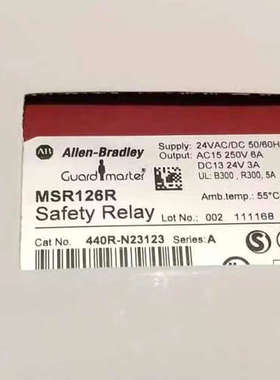 Supply: 24VAC/DC 50/60H
AB Allen-Bradley
Output: AC15 250V 6A
DC13 24V 3A
Guardmaster
UL: B300 , R300, 5A
MSR126R
Amb.temp.: 55°C
Safety Relay
Lot No.: 002 111168
Cat No. 440R-N23123 Series: A